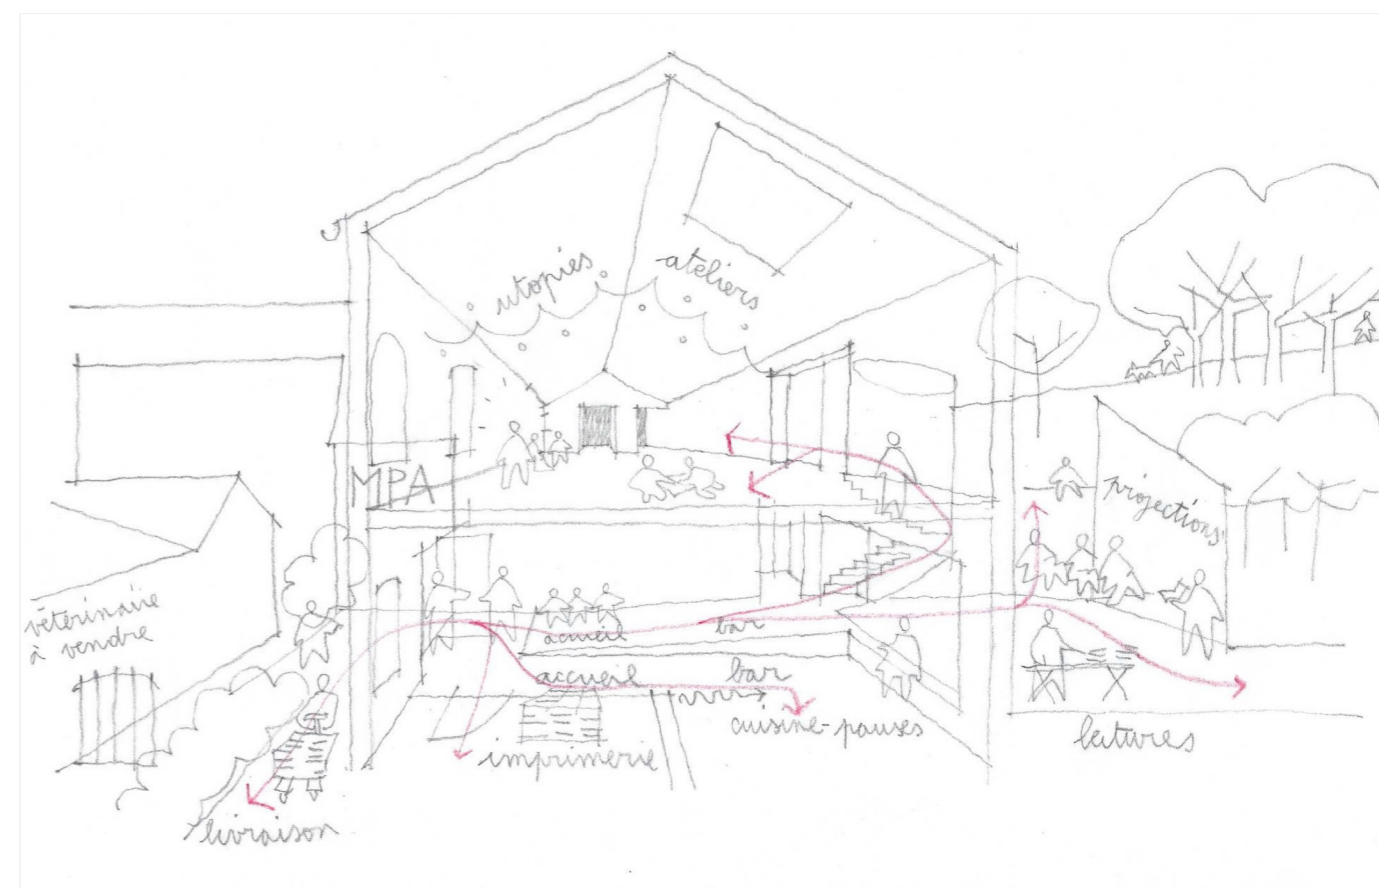 utopies
ateliers
MPA
projections
vétérinaire
à vendre
accueil
bar
accueil
bar
cuisine-pauses
imprimerie
lectures
livraison